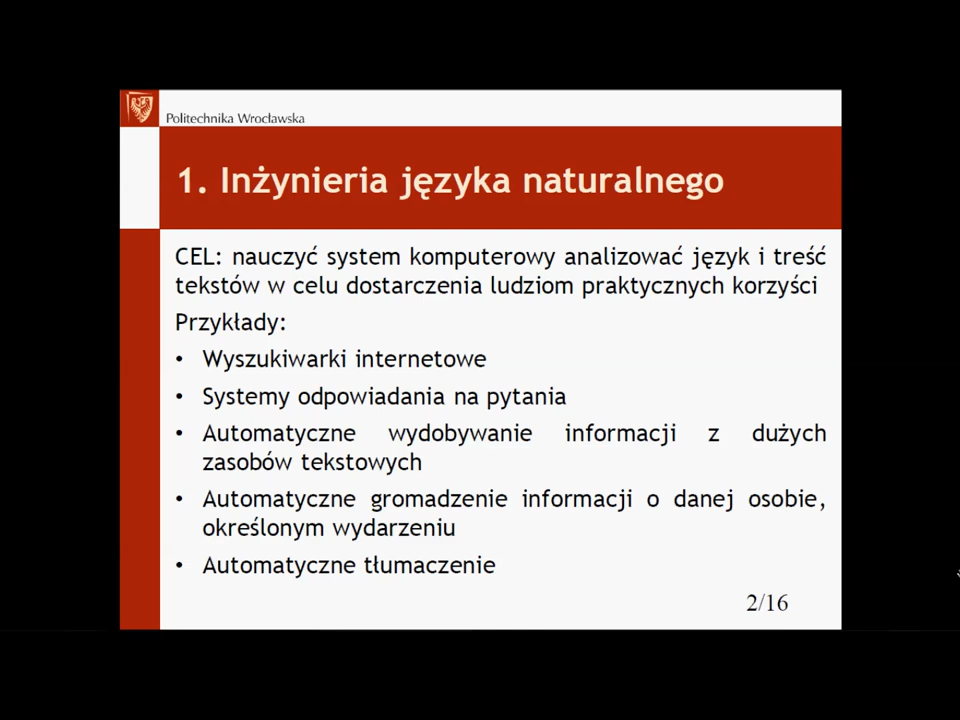 Politechnika Wrocławska
1. Inżynieria języka naturalnego
CEL: nauczyć system komputerowy analizować język i treść
tekstów w celu dostarczenia ludziom praktycznych korzyści
Przykłady:
• Wyszukiwarki internetowe
• Systemy odpowiadania na pytania
• Automatyczne wydobywanie informacji z dużych
zasobów tekstowych
• Automatyczne gromadzenie informacji o danej osobie,
określonym wydarzeniu
• Automatyczne tłumaczenie
2/16